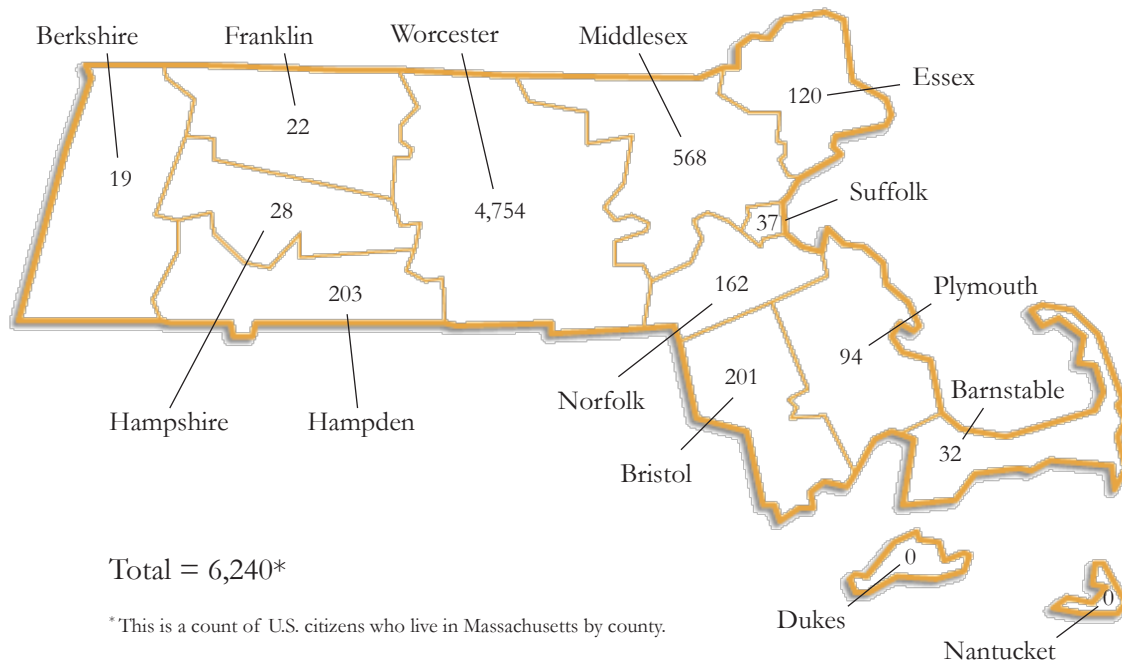 Berkshire
Franklin
Worcester
Middlesex
Essex
120
22
568
19
Suffolk
28
4,754
37
203
162
Plymouth
94
201
Barnstable
Norfolk
Hampshire
Hampden
32
Bristol
Total = 6,240*
0
0
Dukes
* This is a count of U.S. citizens who live in Massachusetts by county.
Nantucket